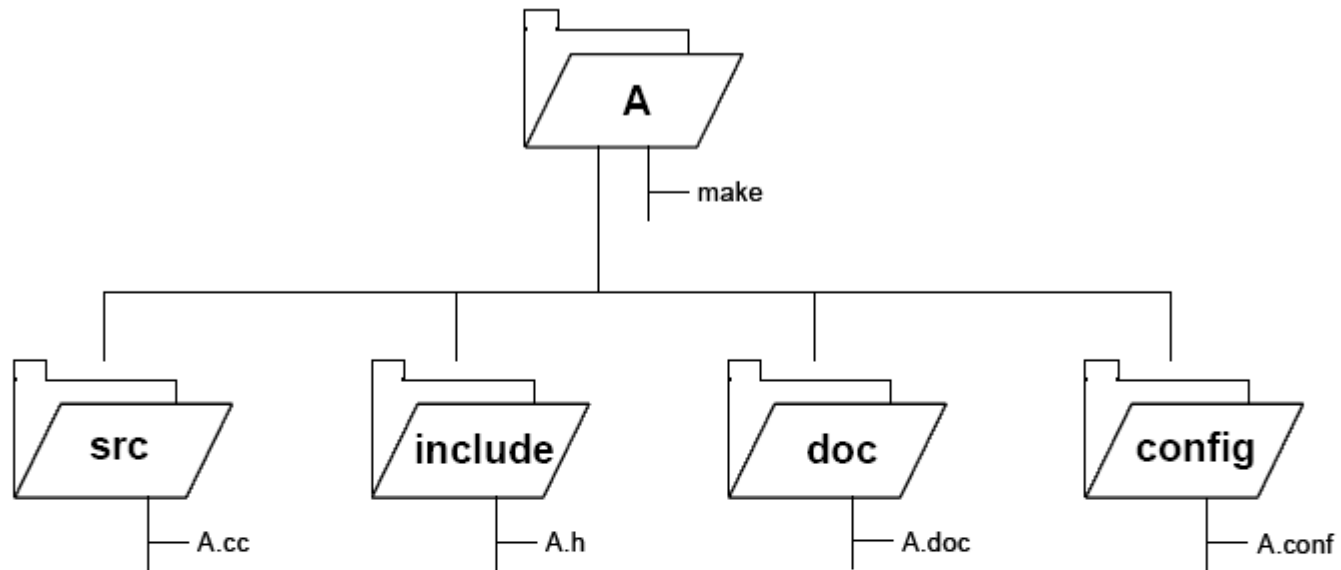 A
make
src
include
doc
config
A.cc
A.h
A.doc
A.conf